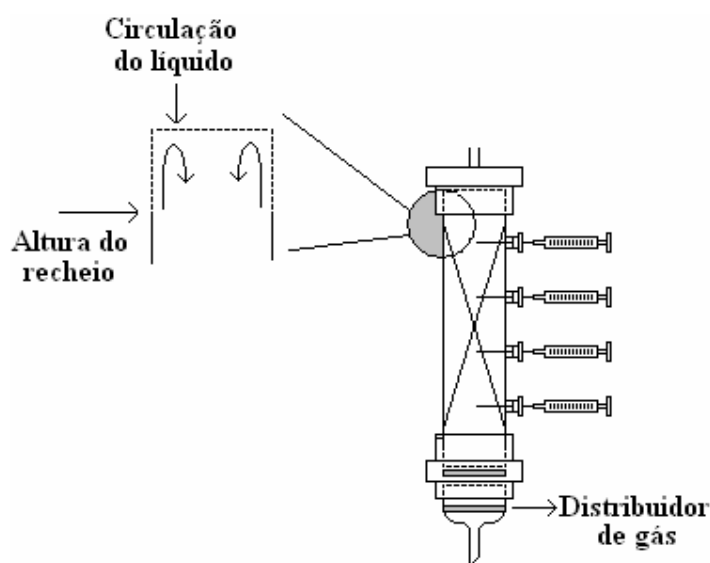 Circulação
do líquido
Altura do
recheio
Distribuidor
de gás